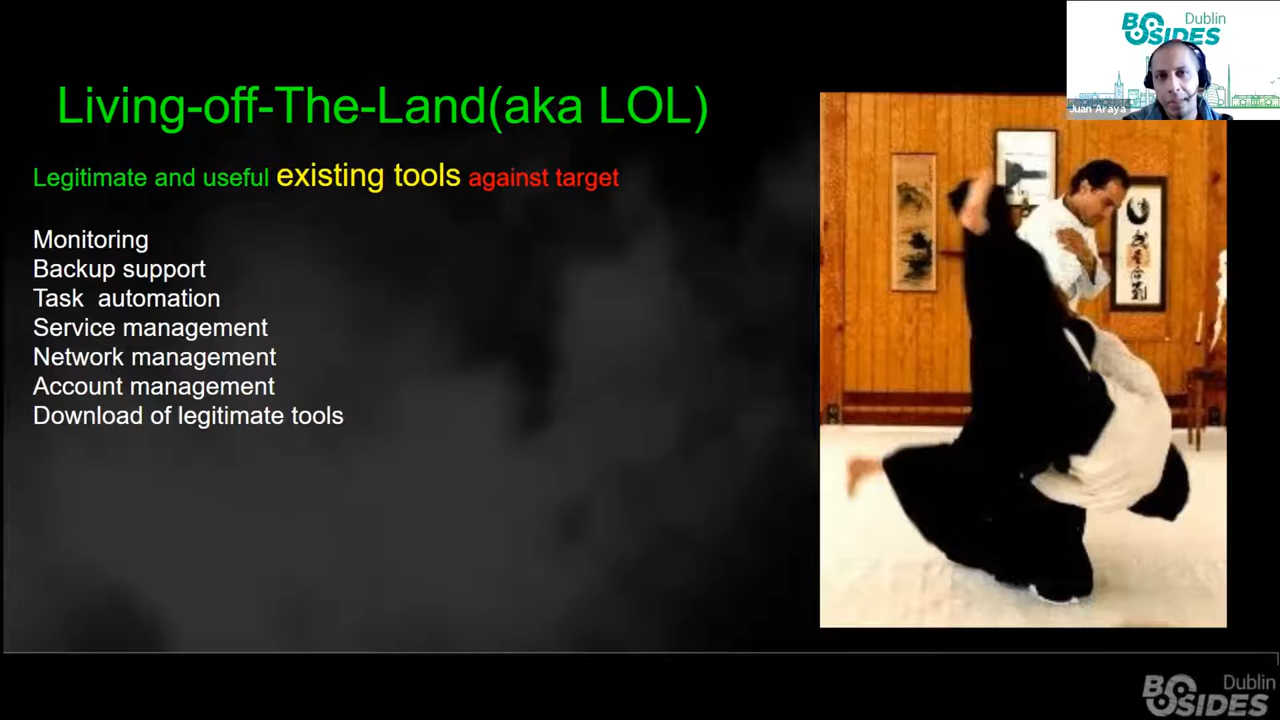 Living-off-The-Land(aka LOL)
Legitimate and useful existing tools against target
Monitoring
Backup support
Task  automation
Service management
Network management
Account management
Download of legitimate tools
BSIDES Dublin
Juan Araya
BSIDES Dublin